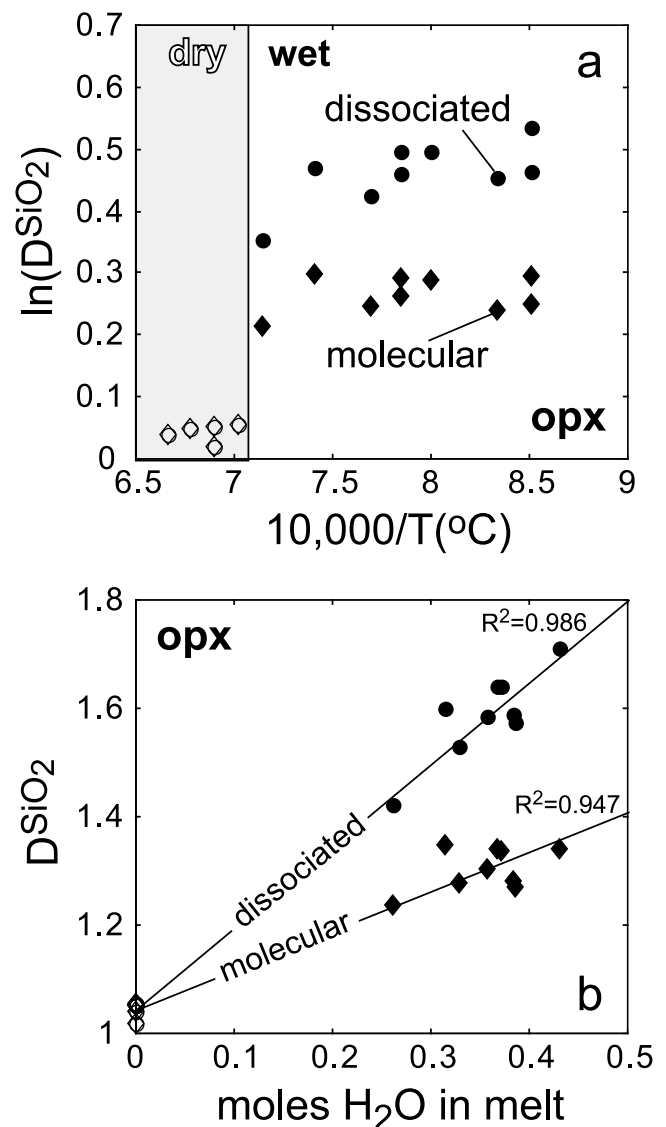 0.7
dry wet a
0.6
dissociated
0.5
ln(D^SiO2)
0.4
0.3
0.2
molecular
0.1
opx
0
6.5 7 7.5 8 8.5 9
10,000/T(ºC)
1.8
opx R²=0.986
1.6
D^SiO2
R²=0.947
1.4
dissociated
1.2
molecular
b
1
0 0.1 0.2 0.3 0.4 0.5
moles H₂O in melt